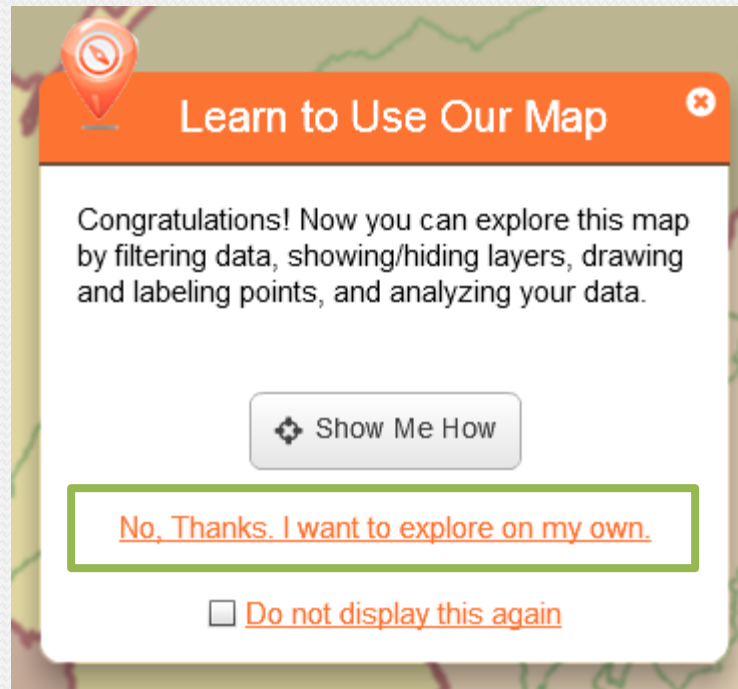 Learn to Use Our Map
Congratulations! Now you can explore this map
by filtering data, showing/hiding layers, drawing
and labeling points, and analyzing your data.
Show Me How
No, Thanks. I want to explore on my own.
Do not display this again